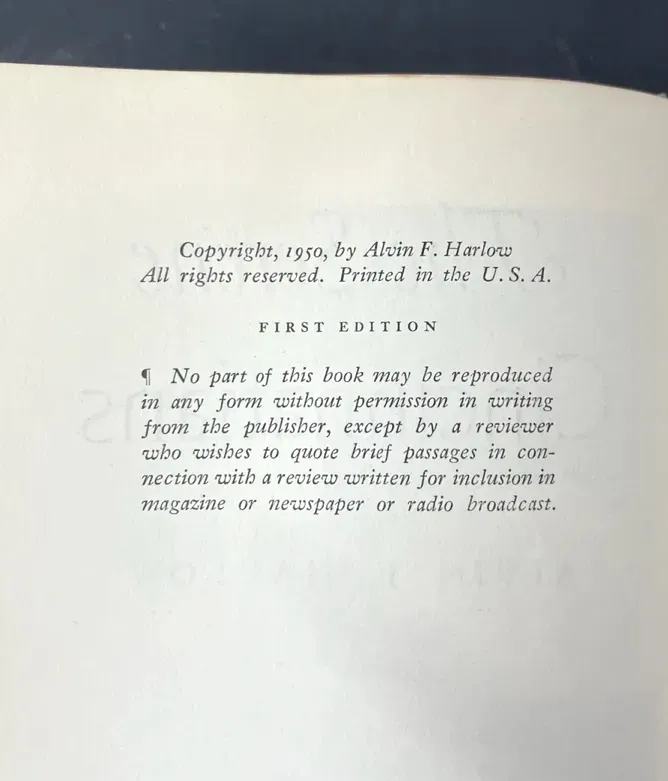 Copyright, 1950, by Alvin F. Harlow
All rights reserved. Printed in the U. S. A.
FIRST EDITION
¶ No part of this book may be reproduced
in any form without permission in writing
from the publisher, except by a reviewer
who wishes to quote brief passages in con-
nection with a review written for inclusion in
magazine or newspaper or radio broadcast.